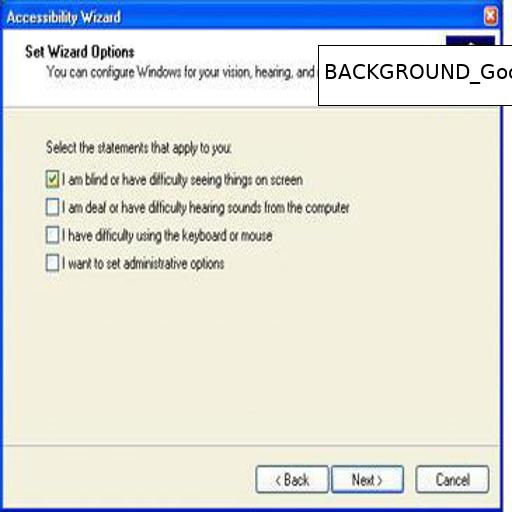 Accessibility Wizard
Set Wizard Options
You can configure Windows for your vision, hearing, and
BACKGROUND_Goo
Select the statements that apply to you:
I am blind or have difficulty seeing things on screen
I am deaf or have difficulty hearing sounds from the computer
I have difficulty using the keyboard or mouse
I want to set administrative options
< Back
Next >
Cancel